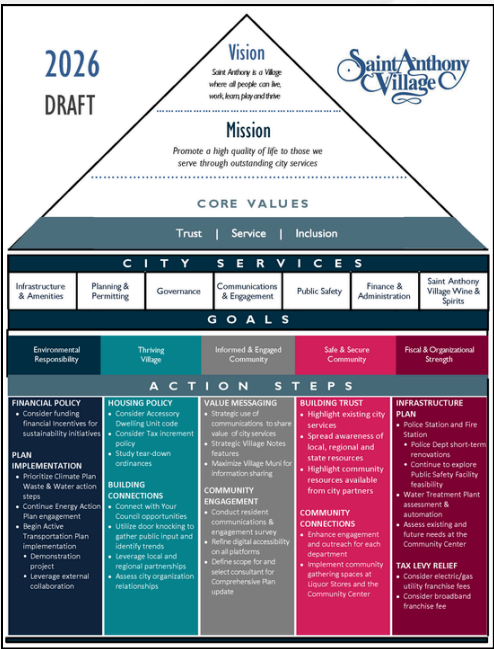 2026
DRAFT
Saint Anthony
Village
Vision
Saint Anthony is a Village
where all people can live,
work, learn, play and thrive
Mission
Promote a high quality of life to those we
serve through outstanding city services
CORE VALUES
Trust | Service | Inclusion
CITY SERVICES
Infrastructure
& Amenities
Planning &
Permitting
Governance
Communications
& Engagement
Public Safety
Finance &
Administration
Saint Anthony
Village Wine &
Spirits
GOALS
Environmental
Responsibility
Thriving
Village
Informed & Engaged
Community
Safe & Secure
Community
Fiscal & Organizational
Strength
ACTION STEPS
FINANCIAL POLICY
• Consider funding
financial Incentives for
sustainability initiatives
PLAN
IMPLEMENTATION
• Prioritize Climate Plan
Waste & Water action
steps
• Continue Energy Action
Plan engagement
• Begin Active
Transportation Plan
implementation
• Demonstration
project
• Leverage external
collaboration
HOUSING POLICY
• Consider Accessory
Dwelling Unit code
• Consider Tax increment
policy
• Study tear-down
ordinances
BUILDING
CONNECTIONS
• Connect with Your
Council opportunities
• Utilize door knocking to
gather public input and
identify trends
• Leverage local and
regional partnerships
• Assess city organization
relationships
VALUE MESSAGING
• Strategic use of
communications to share
value of city services
• Strategic Village Notes
features
• Maximize Village Muni for
information sharing
COMMUNITY
ENGAGEMENT
• Conduct resident
communications &
engagement survey
• Refine digital accessibility
on all platforms
• Define scope for and
select consultant for
Comprehensive Plan
update
BUILDING TRUST
• Highlight existing city
services
• Spread awareness of
local, regional and
state resources
• Highlight community
resources available
from city partners
COMMUNITY
CONNECTIONS
• Enhance engagement
and outreach for each
department
• Implement community
gathering spaces at
Liquor Stores and the
Community Center
INFRASTRUCTURE
PLAN
• Police Station and Fire
Station
• Police Dept short-term
renovations
• Continue to explore
Public Safety Facility
feasibility
• Water Treatment Plant
assessment &
automation
• Assess existing and
future needs at the
Community Center
TAX LEVY RELIEF
• Consider electric/gas
utility franchise fees
• Consider broadband
franchise fee